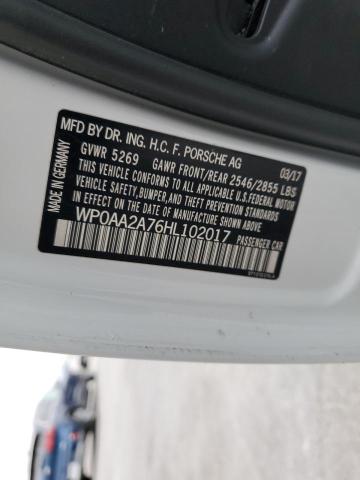 MFD BY DR. ING. H.C. F. PORSCHE AG
MADE IN GERMANY
GVWR 5269 GAWR FRONT/REAR 2546/2855 LBS 03/17
THIS VEHICLE CONFORMS TO ALL APPLICABLE U.S.FEDERAL MOTOR
VEHICLE SAFETY, BUMPER, AND THEFT PREVENTION STANDARDS IN
EFFECT ON THE DATE OF MANUFACTURE SHOWN ABOVE
WP0AA2A76HL102017
PASSENGER CAR